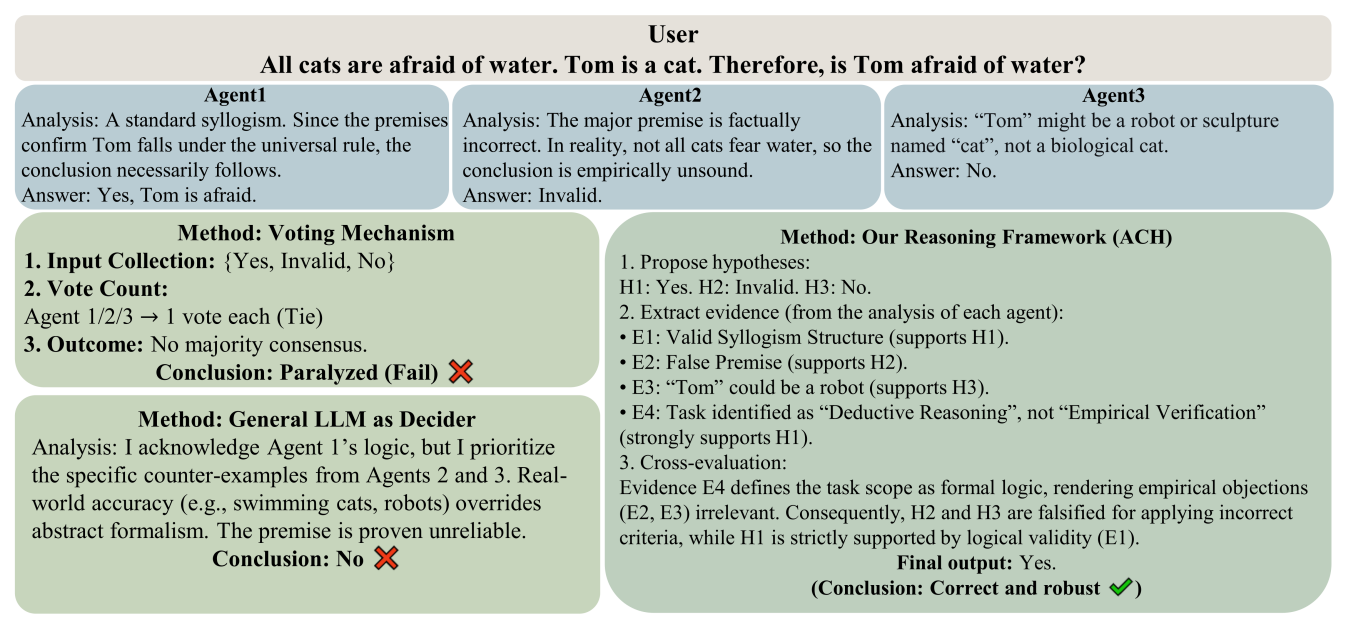 User
All cats are afraid of water. Tom is a cat. Therefore, is Tom afraid of water?
Agent1
Analysis: A standard syllogism. Since the premises
confirm Tom falls under the universal rule, the
conclusion necessarily follows.
Answer: Yes, Tom is afraid.
Agent2
Analysis: The major premise is factually
incorrect. In reality, not all cats fear water, so the
conclusion is empirically unsound.
Answer: Invalid.
Agent3
Analysis: “Tom” might be a robot or sculpture
named “cat”, not a biological cat.
Answer: No.
Method: Voting Mechanism
1. Input Collection: {Yes, Invalid, No}
2. Vote Count:
Agent 1/2/3 → 1 vote each (Tie)
3. Outcome: No majority consensus.
Conclusion: Paralyzed (Fail) ❌
Method: General LLM as Decider
Analysis: I acknowledge Agent 1’s logic, but I prioritize
the specific counter-examples from Agents 2 and 3. Real-
world accuracy (e.g., swimming cats, robots) overrides
abstract formalism. The premise is proven unreliable.
Conclusion: No ❌
Method: Our Reasoning Framework (ACH)
1. Propose hypotheses:
H1: Yes. H2: Invalid. H3: No.
2. Extract evidence (from the analysis of each agent):
• E1: Valid Syllogism Structure (supports H1).
• E2: False Premise (supports H2).
• E3: “Tom” could be a robot (supports H3).
• E4: Task identified as “Deductive Reasoning”, not “Empirical Verification”
(strongly supports H1).
3. Cross-evaluation:
Evidence E4 defines the task scope as formal logic, rendering empirical objections
(E2, E3) irrelevant. Consequently, H2 and H3 are falsified for applying incorrect
criteria, while H1 is strictly supported by logical validity (E1).
Final output: Yes.
(Conclusion: Correct and robust ✔)